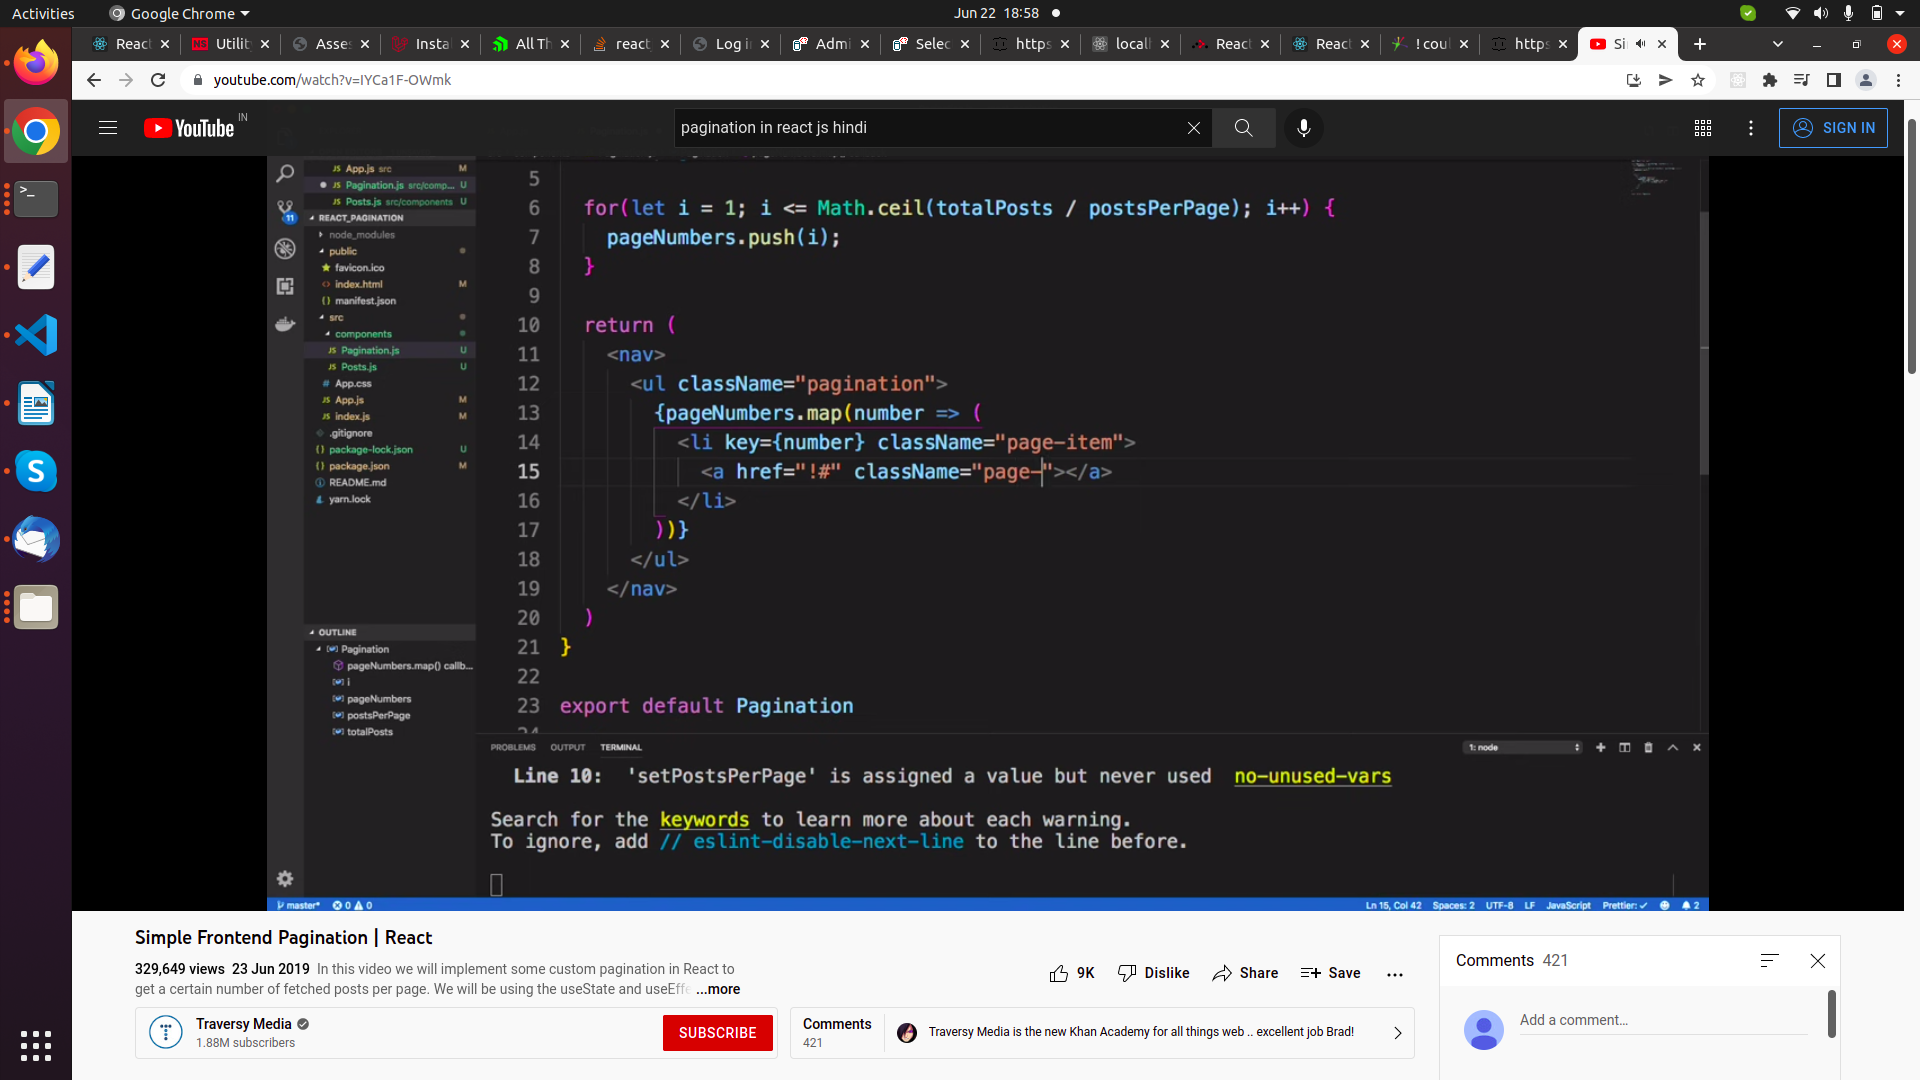 Activities
Google Chrome
Jun 22 18:58
React
Utilit
Asses
Insta
All Th
react
Log i
Admi
Selec
https
locall
React
React
! coul
https
Si
youtube.com/watch?v=IYCa1F-OWmk
YouTube IN
pagination in react js hindi
SIGN IN
App.js src M
Pagination.js src/comp... U
Posts.js src/components U
11
REACT_PAGINATION
node_modules
public
favicon.ico
index.html M
manifest.json
src
components
Pagination.js U
Posts.js U
App.css
App.js M
index.js M
.gitignore
package-lock.json U
package.json M
README.md
yarn.lock
OUTLINE
Pagination
pageNumbers.map() callb...
i
pageNumbers
postsPerPage
totalPosts
5
6 for(let i = 1; i <= Math.ceil(totalPosts / postsPerPage); i++) {
7 pageNumbers.push(i);
8 }
9
10 return (
11 <nav>
12 <ul className="pagination">
13 {pageNumbers.map(number => (
14 <li key={number} className="page-item">
15 <a href="!#" className="page-"></a>
16 </li>
17 ))}
18 </ul>
19 </nav>
20 )
21 }
22
23 export default Pagination
24
PROBLEMS OUTPUT TERMINAL 1: node
Line 10: 'setPostsPerPage' is assigned a value but never used no-unused-vars
Search for the keywords to learn more about each warning.
To ignore, add // eslint-disable-next-line to the line before.
master* 0 0
Ln 15, Col 42 Spaces: 2 UTF-8 LF JavaScript Prettier: ✓ 2
Simple Frontend Pagination | React
329,649 views 23 Jun 2019 In this video we will implement some custom pagination in React to
get a certain number of fetched posts per page. We will be using the useState and useEffe ...more
9K Dislike Share Save
Traversy Media
1.88M subscribers
SUBSCRIBE
Comments
421
Traversy Media is the new Khan Academy for all things web .. excellent job Brad!
Comments 421
Add a comment...